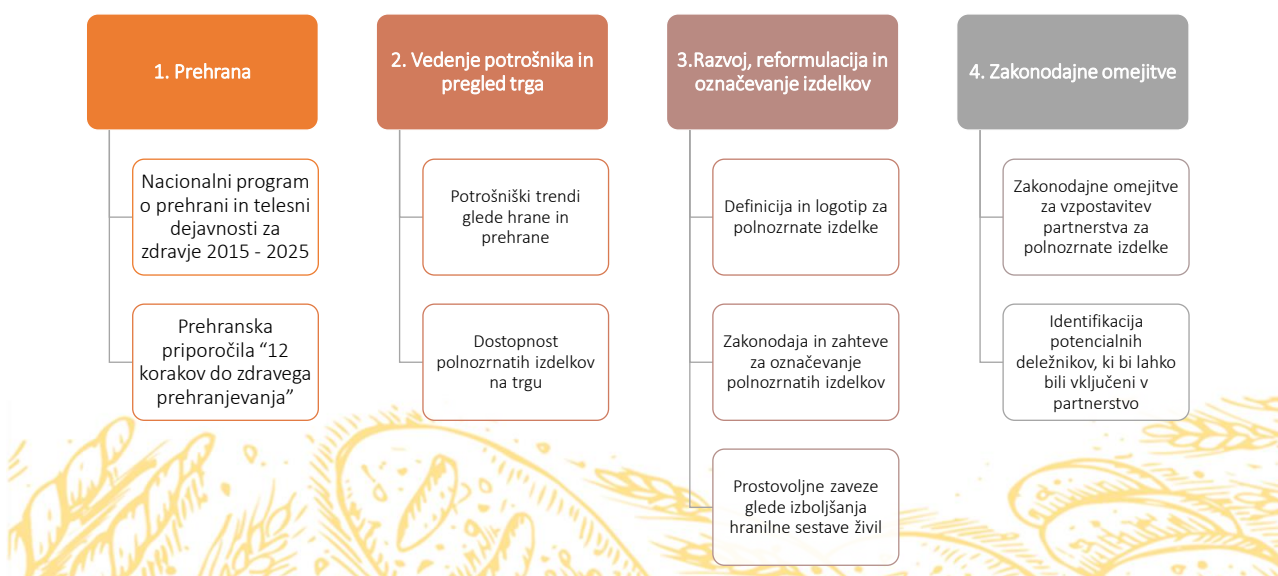 1. Prehrana
Nacionalni program
o prehrani in telesni
dejavnosti za
zdravje 2015 - 2025
Prehranska
priporočila “12
korakov do zdravega
prehranjevanja”
2. Vedenje potrošnika in
pregled trga
Potrošniški trendi
glede hrane in
prehrane
Dostopnost
polnozrnatih izdelkov
na trgu
3.Razvoj, reformulacija in
označevanje izdelkov
Definicija in logotip za
polnozrnate izdelke
Zakonodaja in zahteve
za označevanje
polnozrnatih izdelkov
Prostovoljne zaveze
glede izboljšanja
hranilne sestave živil
4. Zakonodajne omejitve
Zakonodajne omejitve
za vzpostavitev
partnerstva za
polnozrnate izdelke
Identifikacija
potencialnih
deležnikov, ki bi lahko
bili vključeni v
partnerstvo